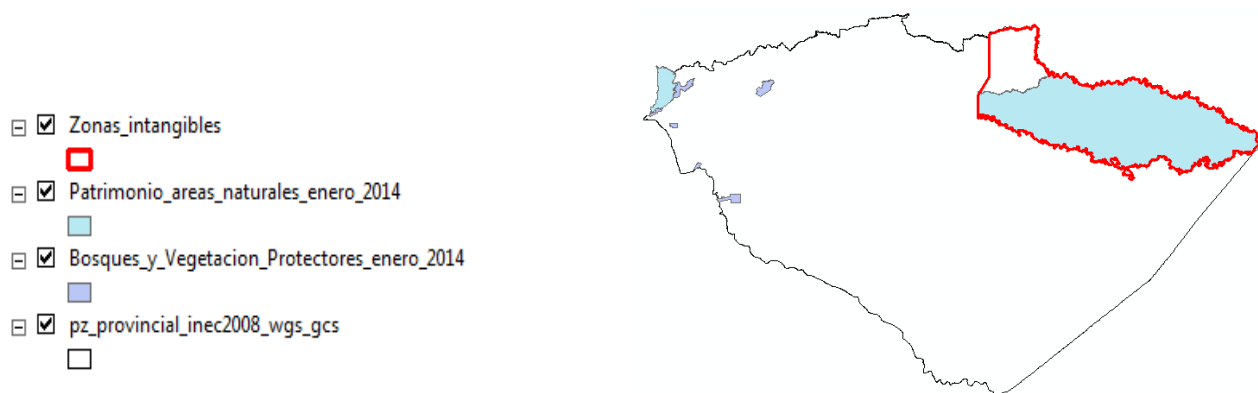 Zonas_intangibles
Patrimonio_areas_naturales_enero_2014
Bosques_y_Vegetacion_Protectores_enero_2014
pz_provincial_inec2008_wgs_gcs